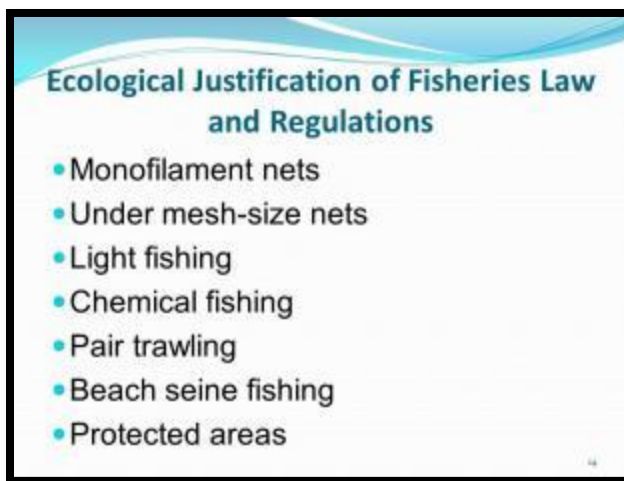 Ecological Justification of Fisheries Law
and Regulations
• Monofilament nets
• Under mesh-size nets
• Light fishing
• Chemical fishing
• Pair trawling
• Beach seine fishing
• Protected areas